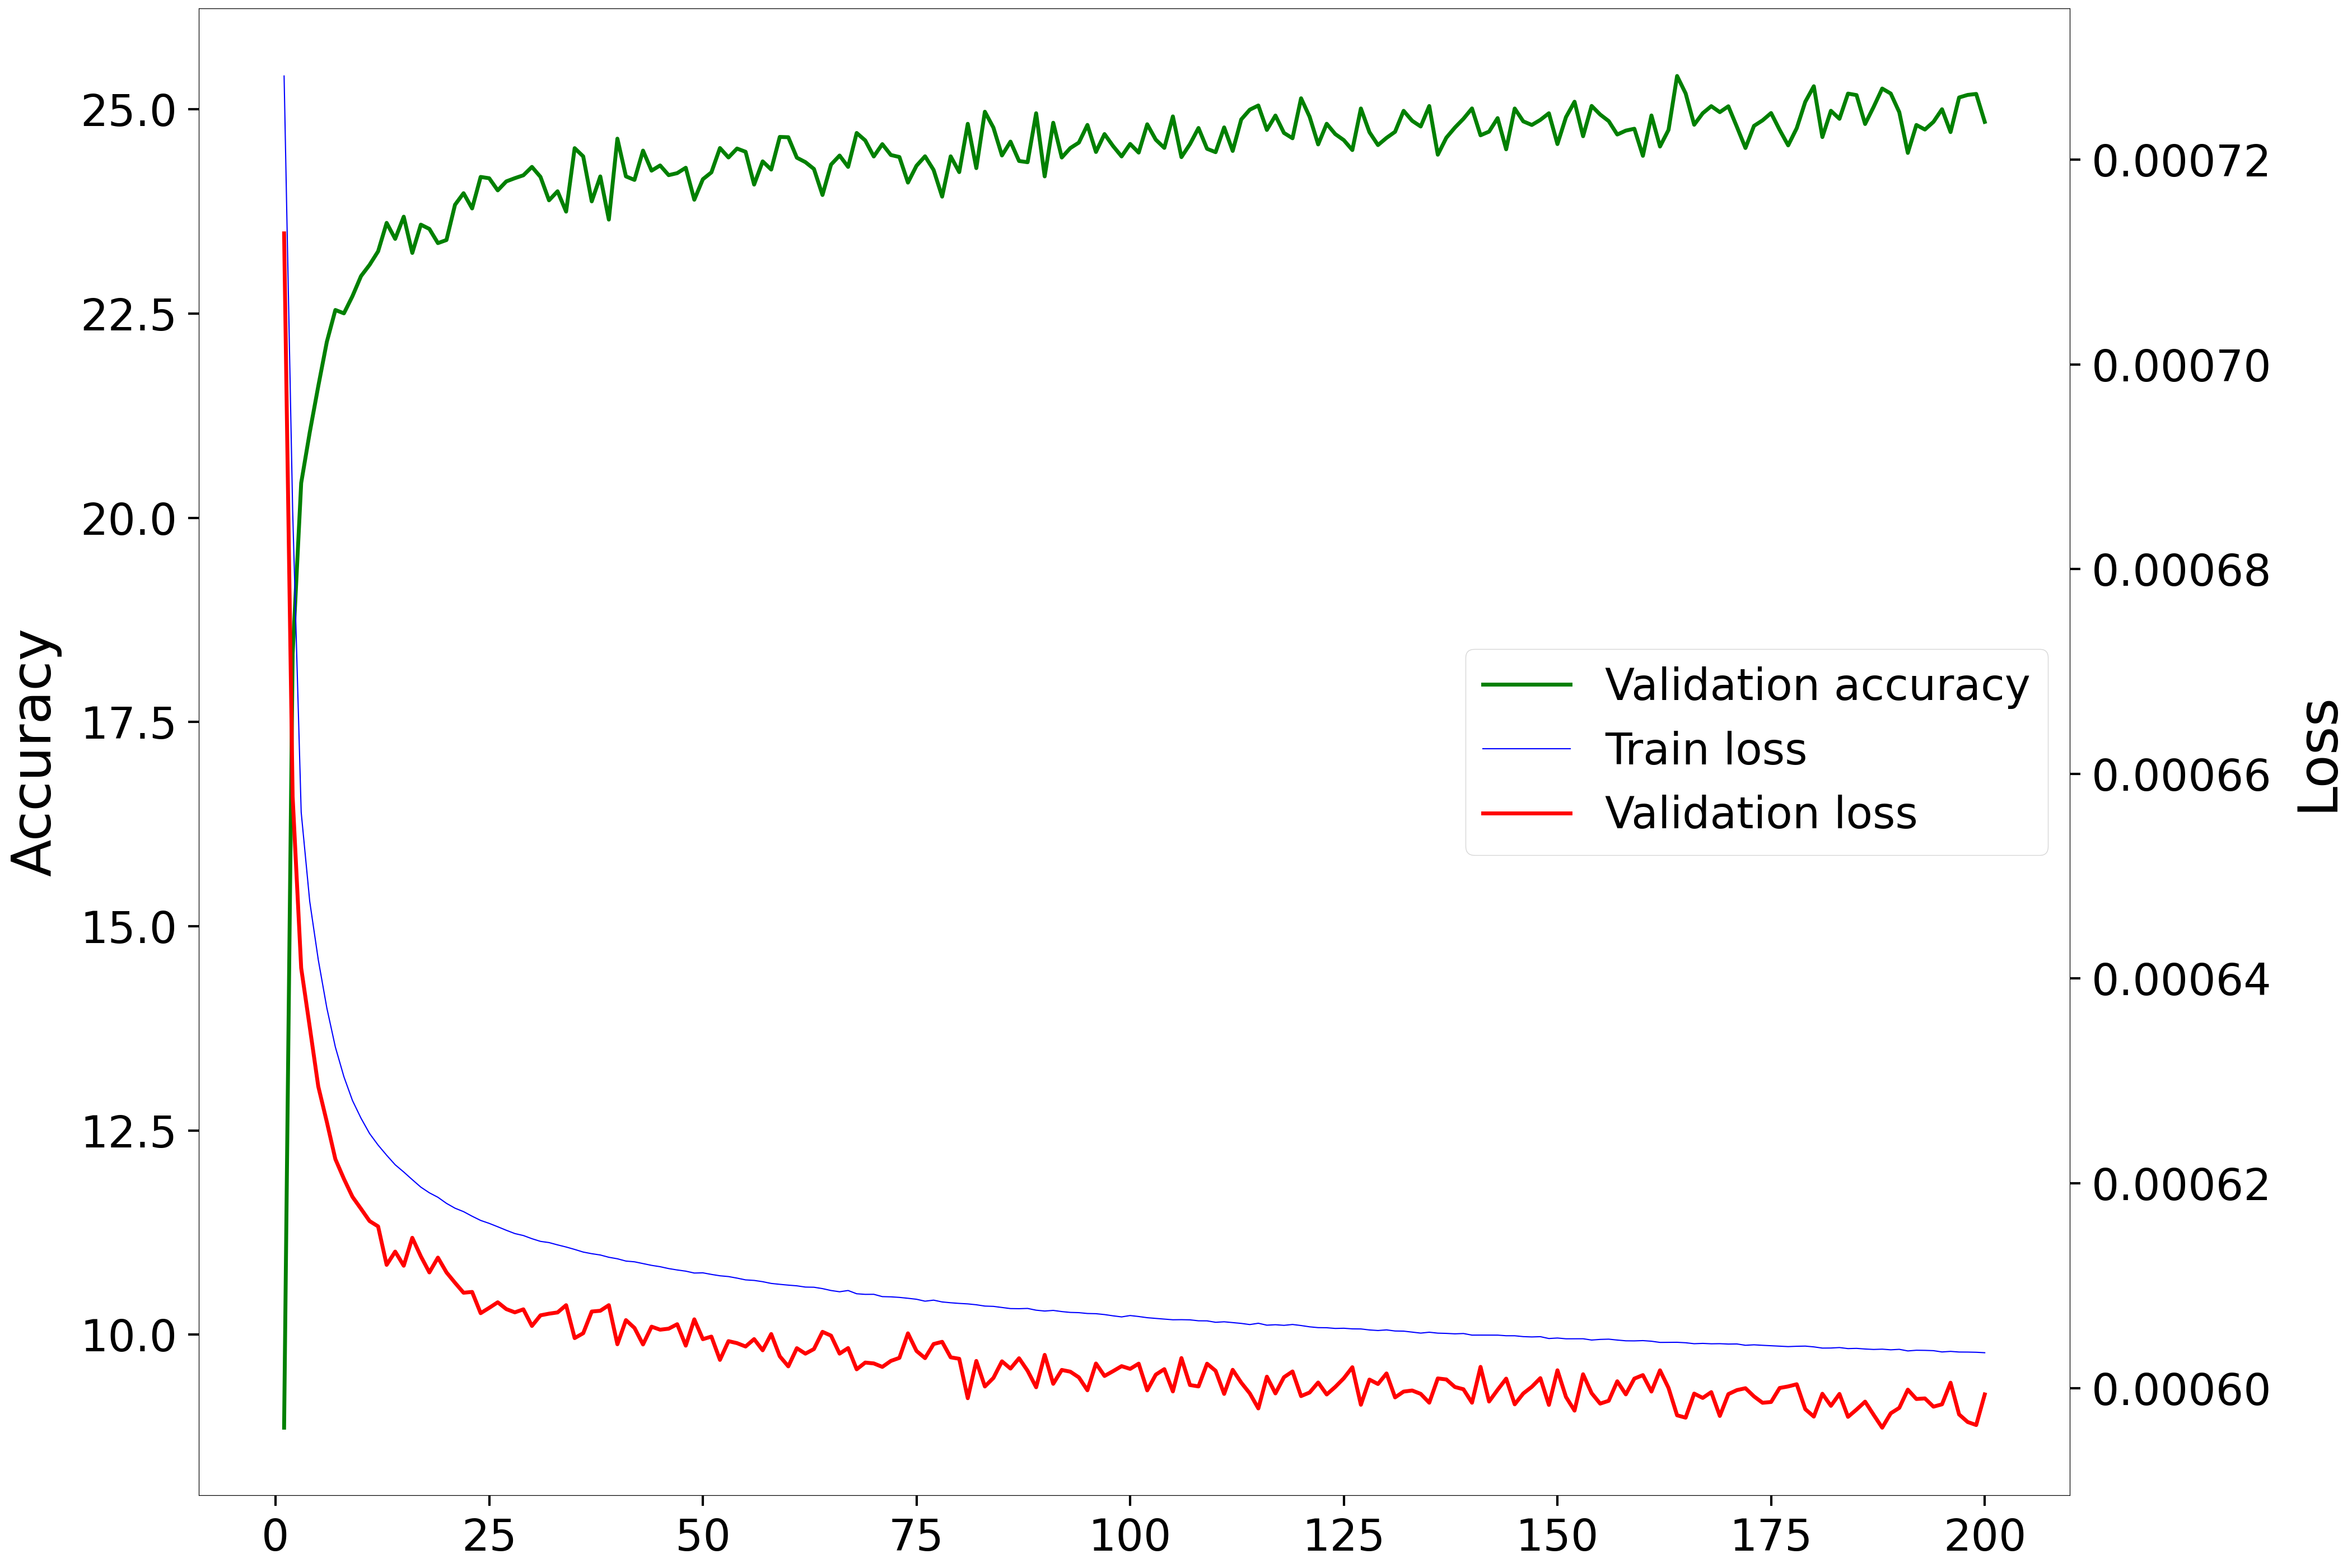 Accuracy
25.0
22.5
20.0
17.5
15.0
12.5
10.0
0.00072
0.00070
0.00068
0.00066
0.00064
0.00062
0.00060
Loss
Validation accuracy
Train loss
Validation loss
0 25 50 75 100 125 150 175 200